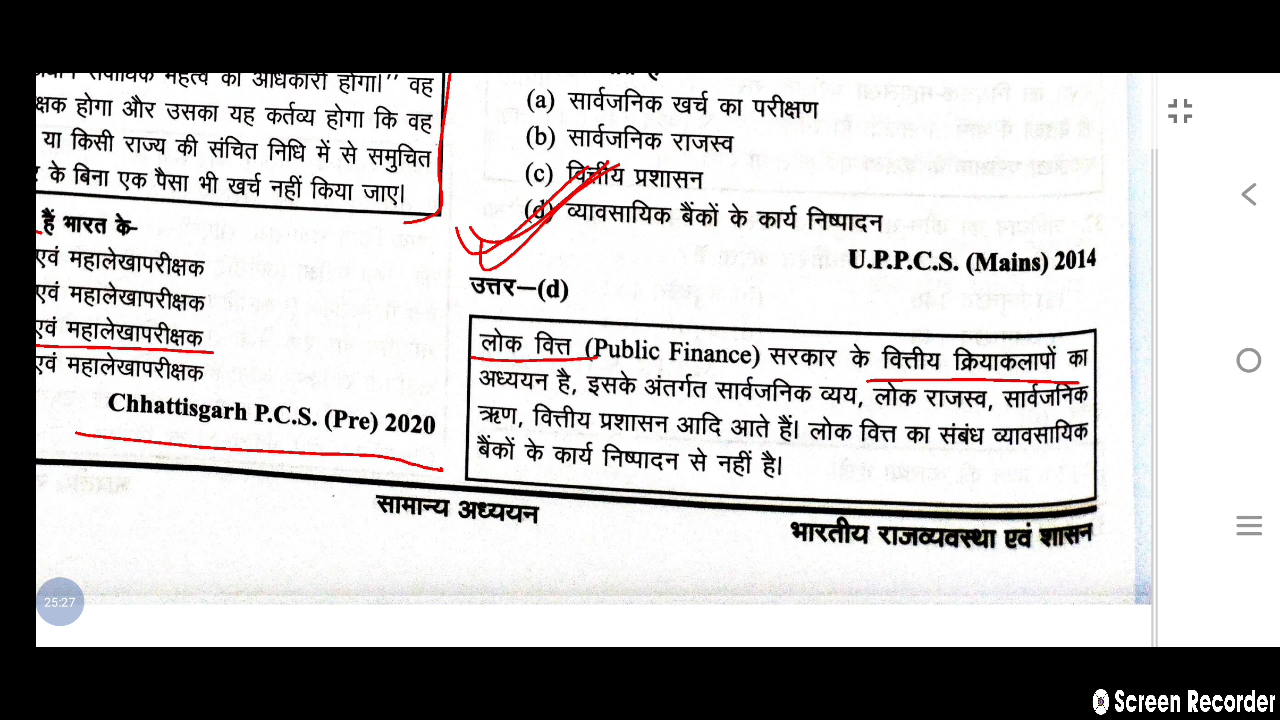 महत्व का अधिकारी होगा।’’ वह
क्षक होगा और उसका यह कर्तव्य होगा कि वह
या किसी राज्य की संचित निधि में से समुचित
के बिना एक पैसा भी खर्च नहीं किया जाए।
हैं भारत के-
एवं महालेखापरीक्षक
एवं महालेखापरीक्षक
एवं महालेखापरीक्षक
एवं महालेखापरीक्षक
Chhattisgarh P.C.S. (Pre) 2020
(a) सार्वजनिक खर्च का परीक्षण
(b) सार्वजनिक राजस्व
(c) वित्तीय प्रशासन
(d) व्यावसायिक बैंकों के कार्य निष्पादन
U.P.P.C.S. (Mains) 2014
उत्तर–(d)
लोक वित्त (Public Finance) सरकार के वित्तीय क्रियाकलापों का
अध्ययन है, इसके अंतर्गत सार्वजनिक व्यय, लोक राजस्व, सार्वजनिक
ऋण, वित्तीय प्रशासन आदि आते हैं। लोक वित्त का संबंध व्यावसायिक
बैंकों के कार्य निष्पादन से नहीं है।
सामान्य अध्ययन
भारतीय राजव्यवस्था एवं शासन
25:27
Screen Recorder